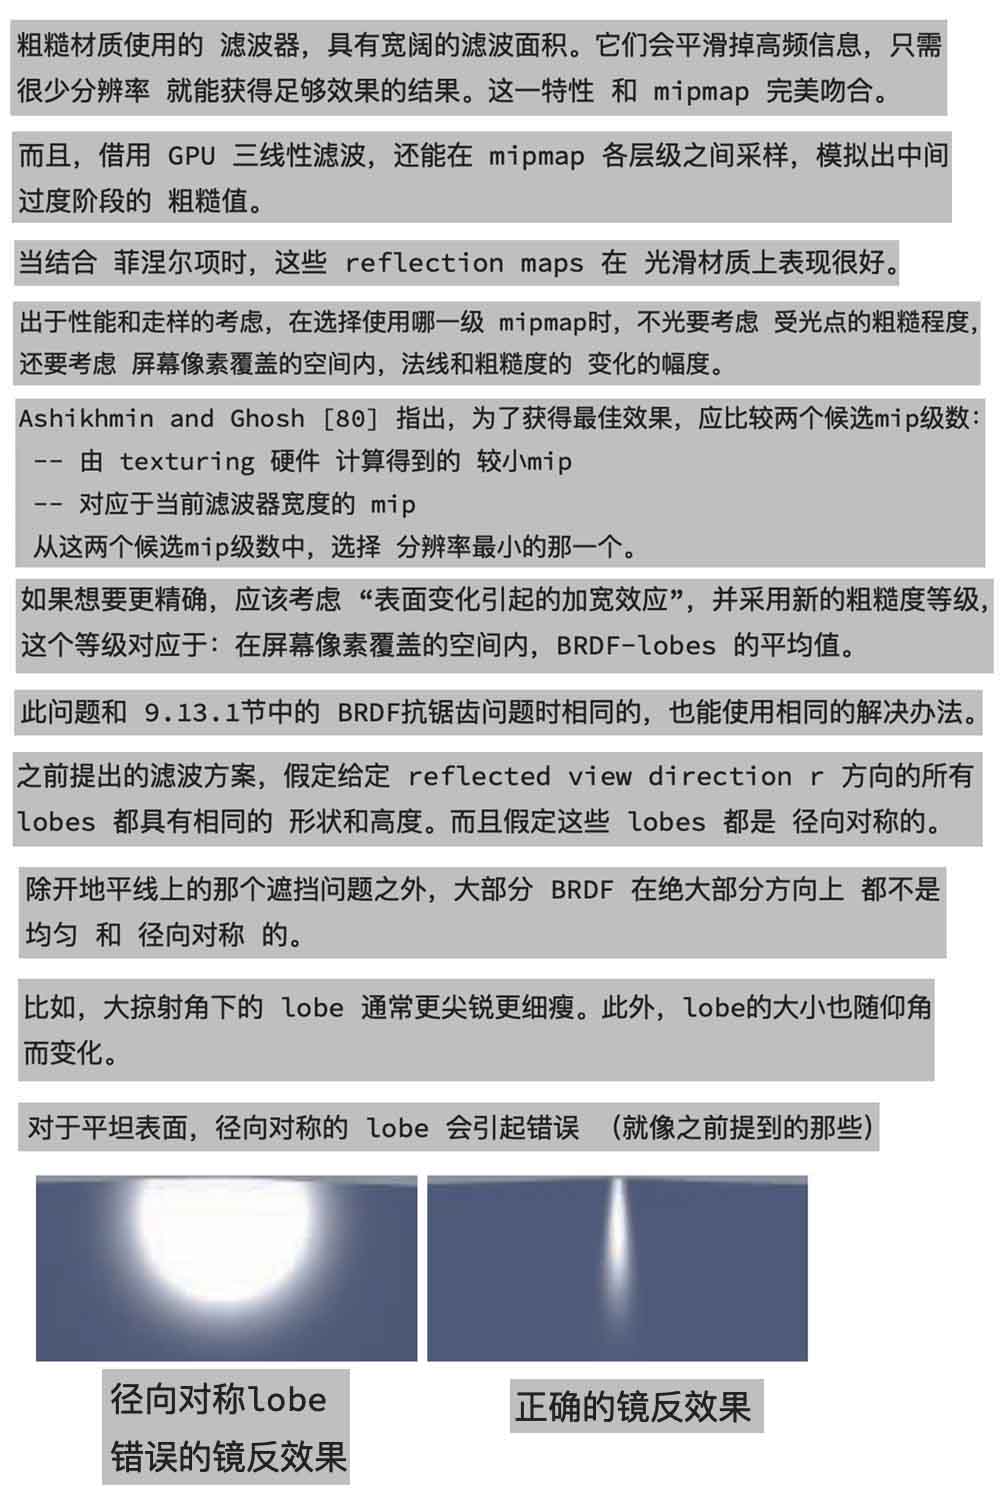 粗糙材质使用的 滤波器，具有宽阔的滤波面积。它们会平滑掉高频信息，只需
很少分辨率 就能获得足够效果的结果。这一特性 和 mipmap 完美吻合。
而且，借用 GPU 三线性滤波，还能在 mipmap 各层级之间采样，模拟出中间
过度阶段的 粗糙值。
当结合 菲涅尔项时，这些 reflection maps 在 光滑材质上表现很好。
出于性能和走样的考虑，在选择使用哪一级 mipmap时，不光要考虑 受光点的粗糙程度，
还要考虑 屏幕像素覆盖的空间内，法线和粗糙度的 变化的幅度。
Ashikhmin and Ghosh [80] 指出，为了获得最佳效果，应比较两个候选mip级数：
-- 由 texturing 硬件 计算得到的 较小mip
-- 对应于当前滤波器宽度的 mip
从这两个候选mip级数中，选择 分辨率最小的那一个。
如果想要更精确，应该考虑 “表面变化引起的加宽效应”，并采用新的粗糙度等级，
这个等级对应于：在屏幕像素覆盖的空间内，BRDF-lobes 的平均值。
此问题和 9.13.1节中的 BRDF抗锯齿问题时相同的，也能使用相同的解决办法。
之前提出的滤波方案，假定给定 reflected view direction r 方向的所有
lobes 都具有相同的 形状和高度。而且假定这些 lobes 都是 径向对称的。
除开地平线上的那个遮挡问题之外，大部分 BRDF 在绝大部分方向上 都不是
均匀 和 径向对称 的。
比如，大掠射角下的 lobe 通常更尖锐更细瘦。此外，lobe的大小也随仰角
而变化。
对于平坦表面，径向对称的 lobe 会引起错误 （就像之前提到的那些）
径向对称lobe
错误的镜反效果
正确的镜反效果